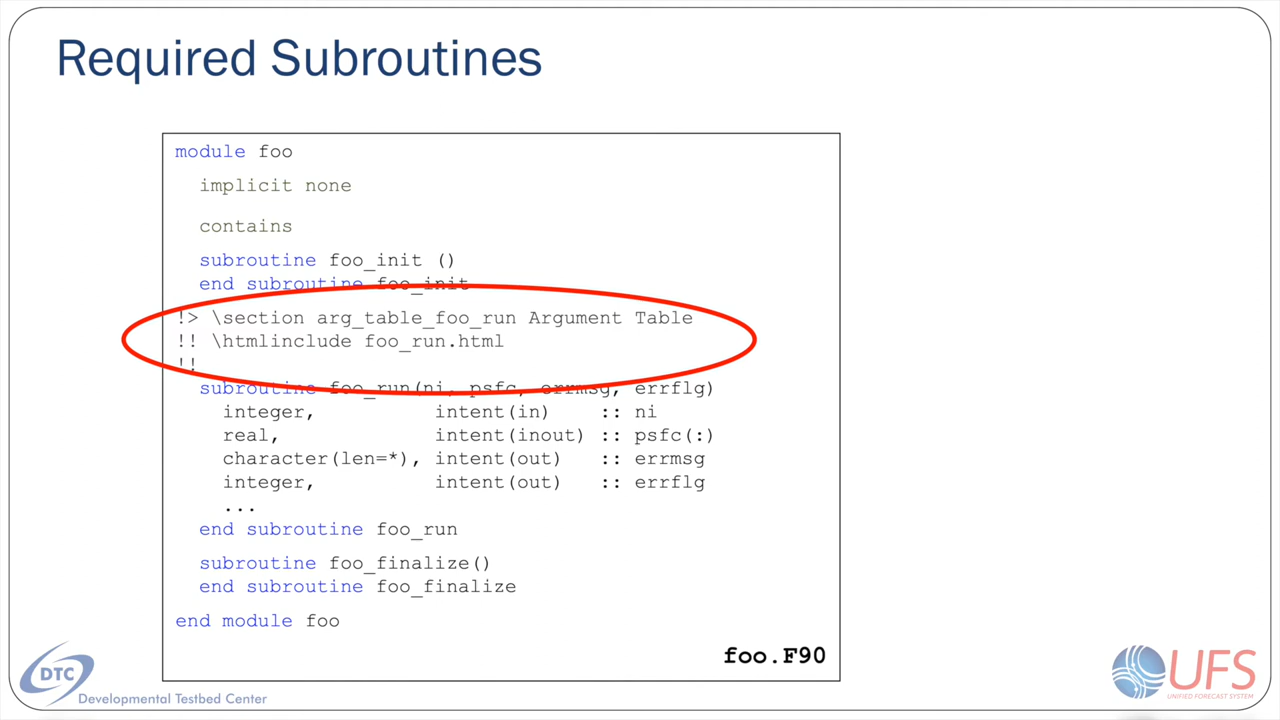 Required Subroutines
module foo
implicit none
contains
subroutine foo_init ()
end subroutine foo_init
!> \section arg_table_foo_run Argument Table
!! \htmlinclude foo_run.html
!!
subroutine foo_run(ni, psfc, errmsg, errflg)
integer, intent(in) :: ni
real, intent(inout) :: psfc(:)
character(len=*), intent(out) :: errmsg
integer, intent(out) :: errflg
...
end subroutine foo_run
subroutine foo_finalize()
end subroutine foo_finalize
end module foo
foo.F90
DTC
Developmental Testbed Center
UFS
UNIFIED FORECAST SYSTEM